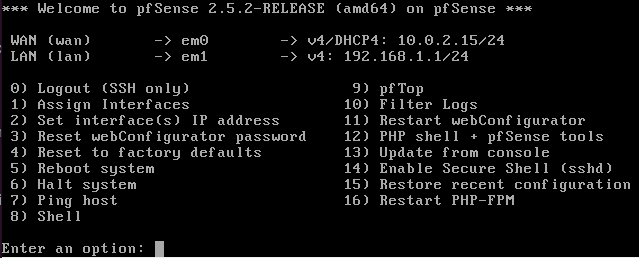 *** Welcome to pfSense 2.5.2-RELEASE (amd64) on pfSense ***
WAN (wan) -> em0 -> v4/DHCP4: 10.0.2.15/24
LAN (lan) -> em1 -> v4: 192.168.1.1/24
0) Logout (SSH only) 9) pfTop
1) Assign Interfaces 10) Filter Logs
2) Set interface(s) IP address 11) Restart webConfigurator
3) Reset webConfigurator password 12) PHP shell + pfSense tools
4) Reset to factory defaults 13) Update from console
5) Reboot system 14) Enable Secure Shell (sshd)
6) Halt system 15) Restore recent configuration
7) Ping host 16) Restart PHP-FPM
8) Shell
Enter an option: